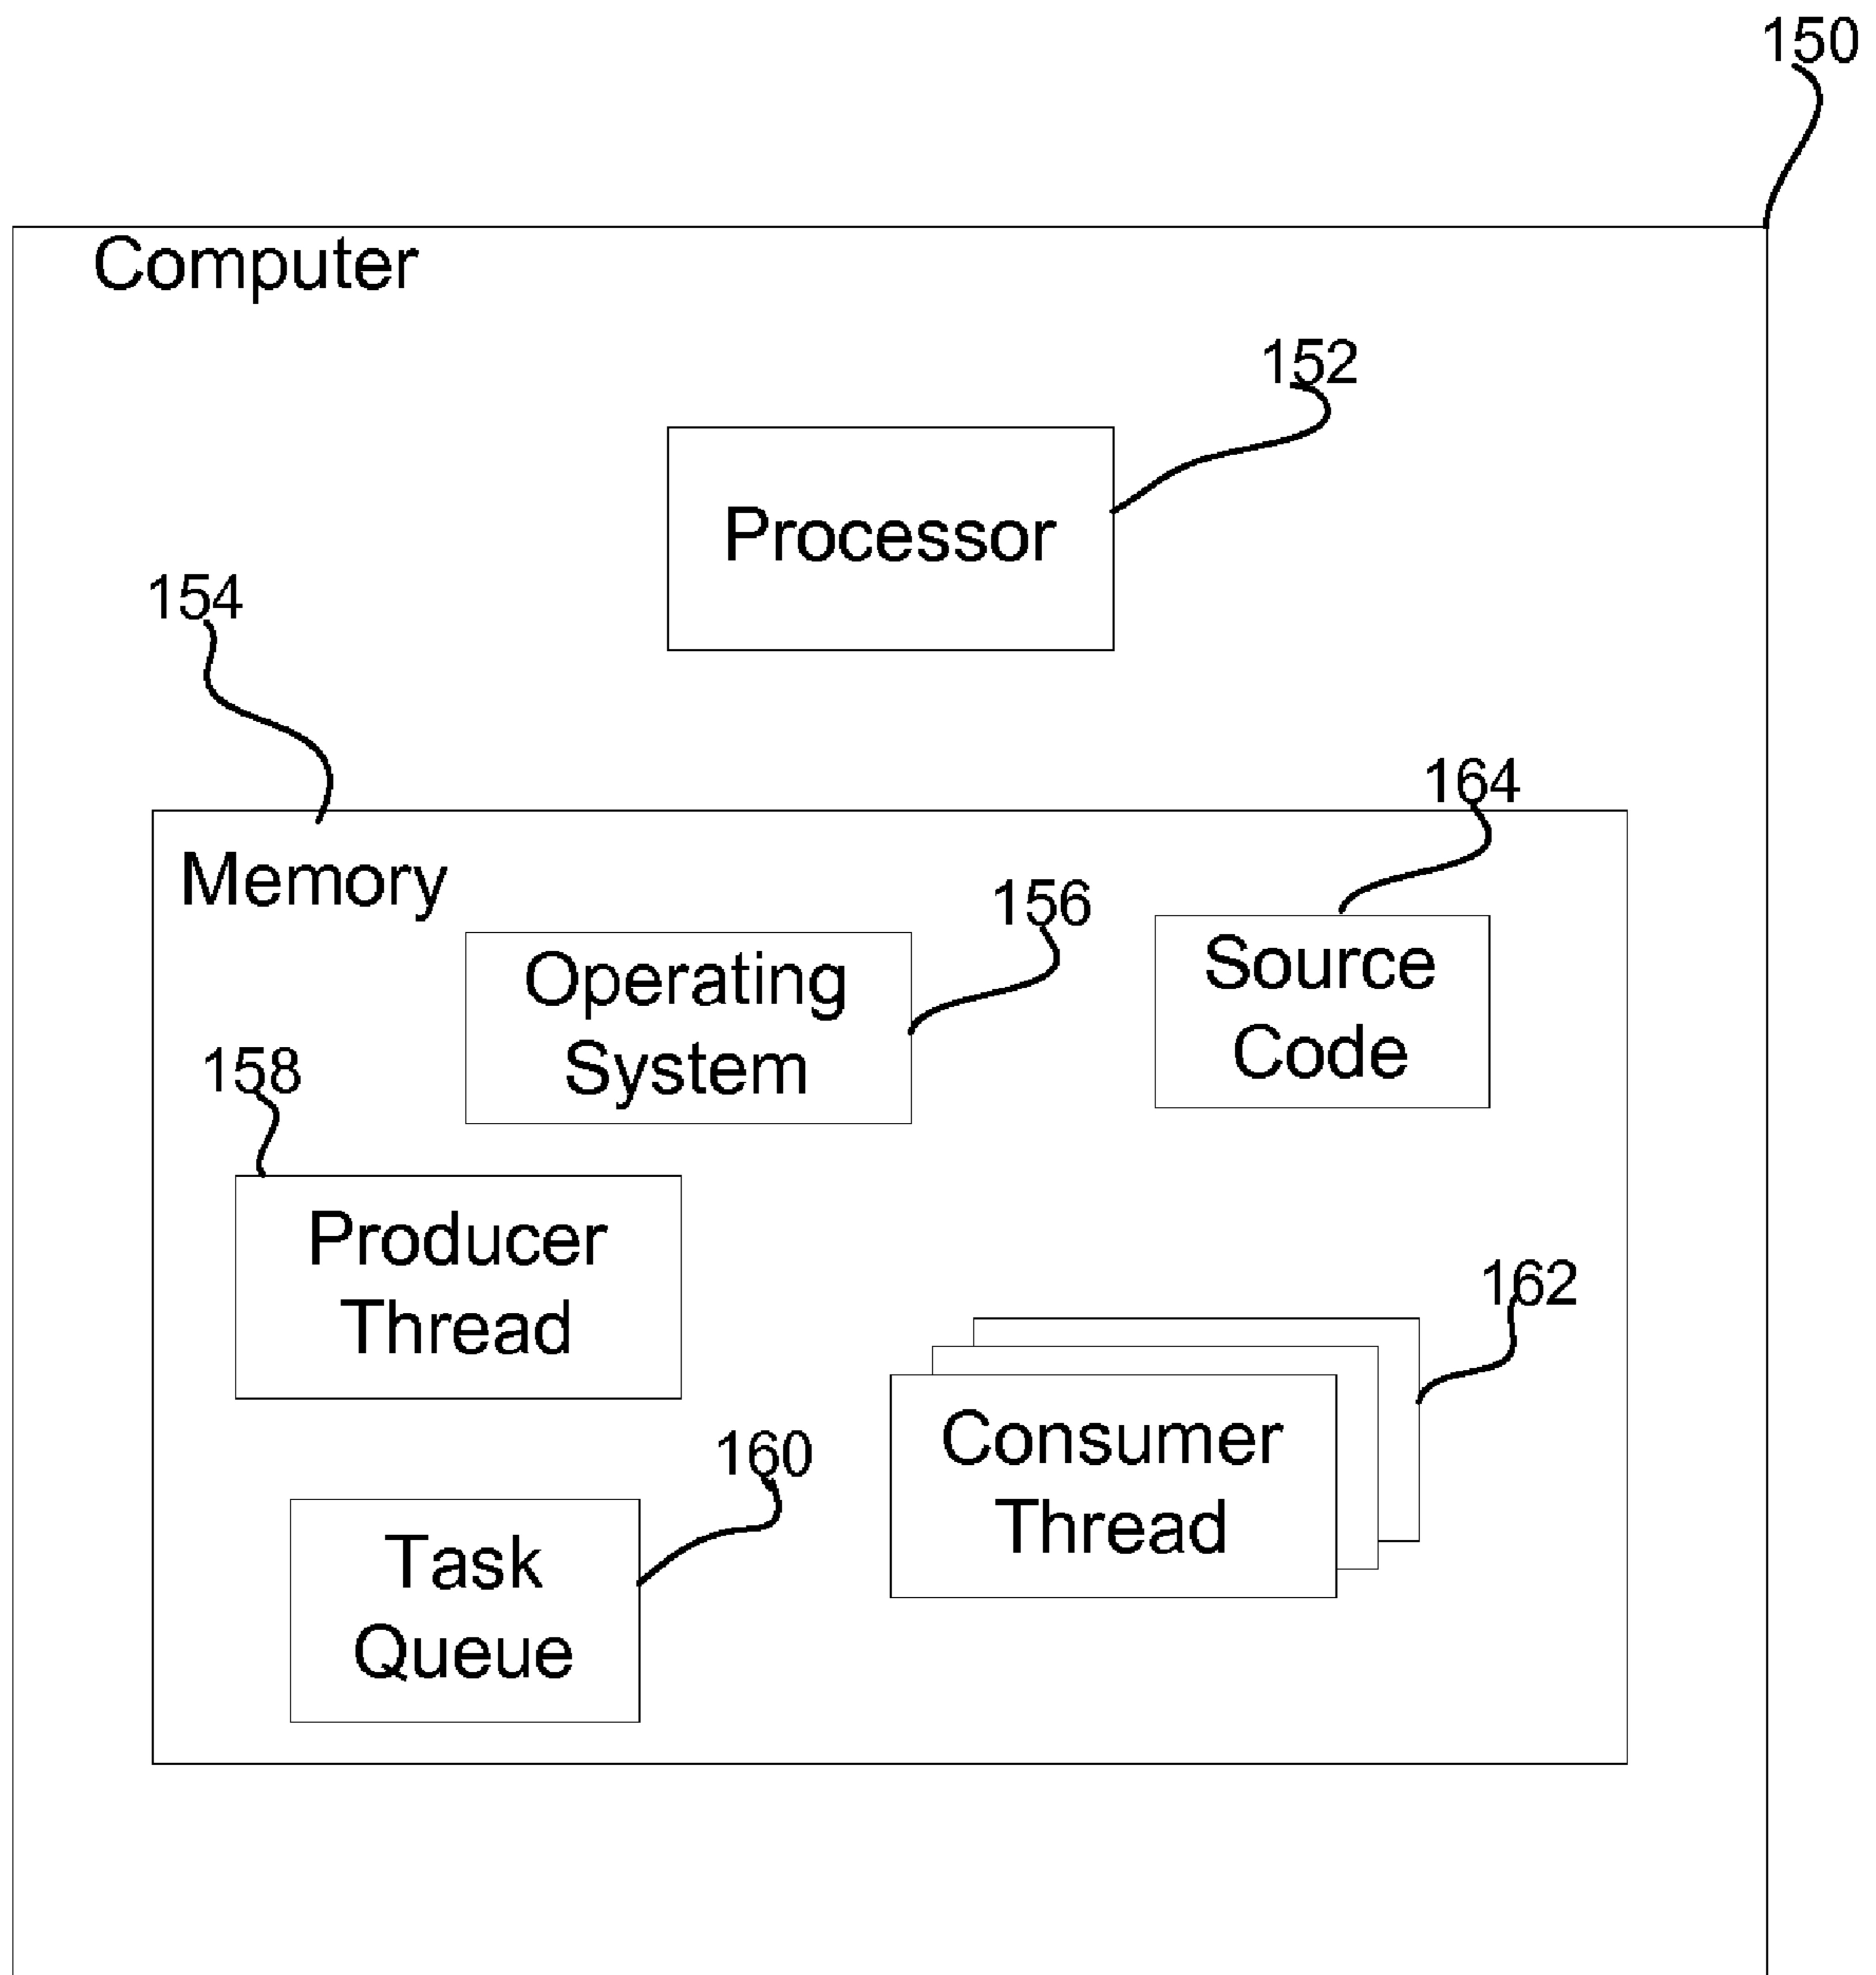 150
Computer
152
Processor
154
164
Memory
156
Operating
System
Source
Code
158
Producer
Thread
162
Consumer
Thread
160
Task
Queue